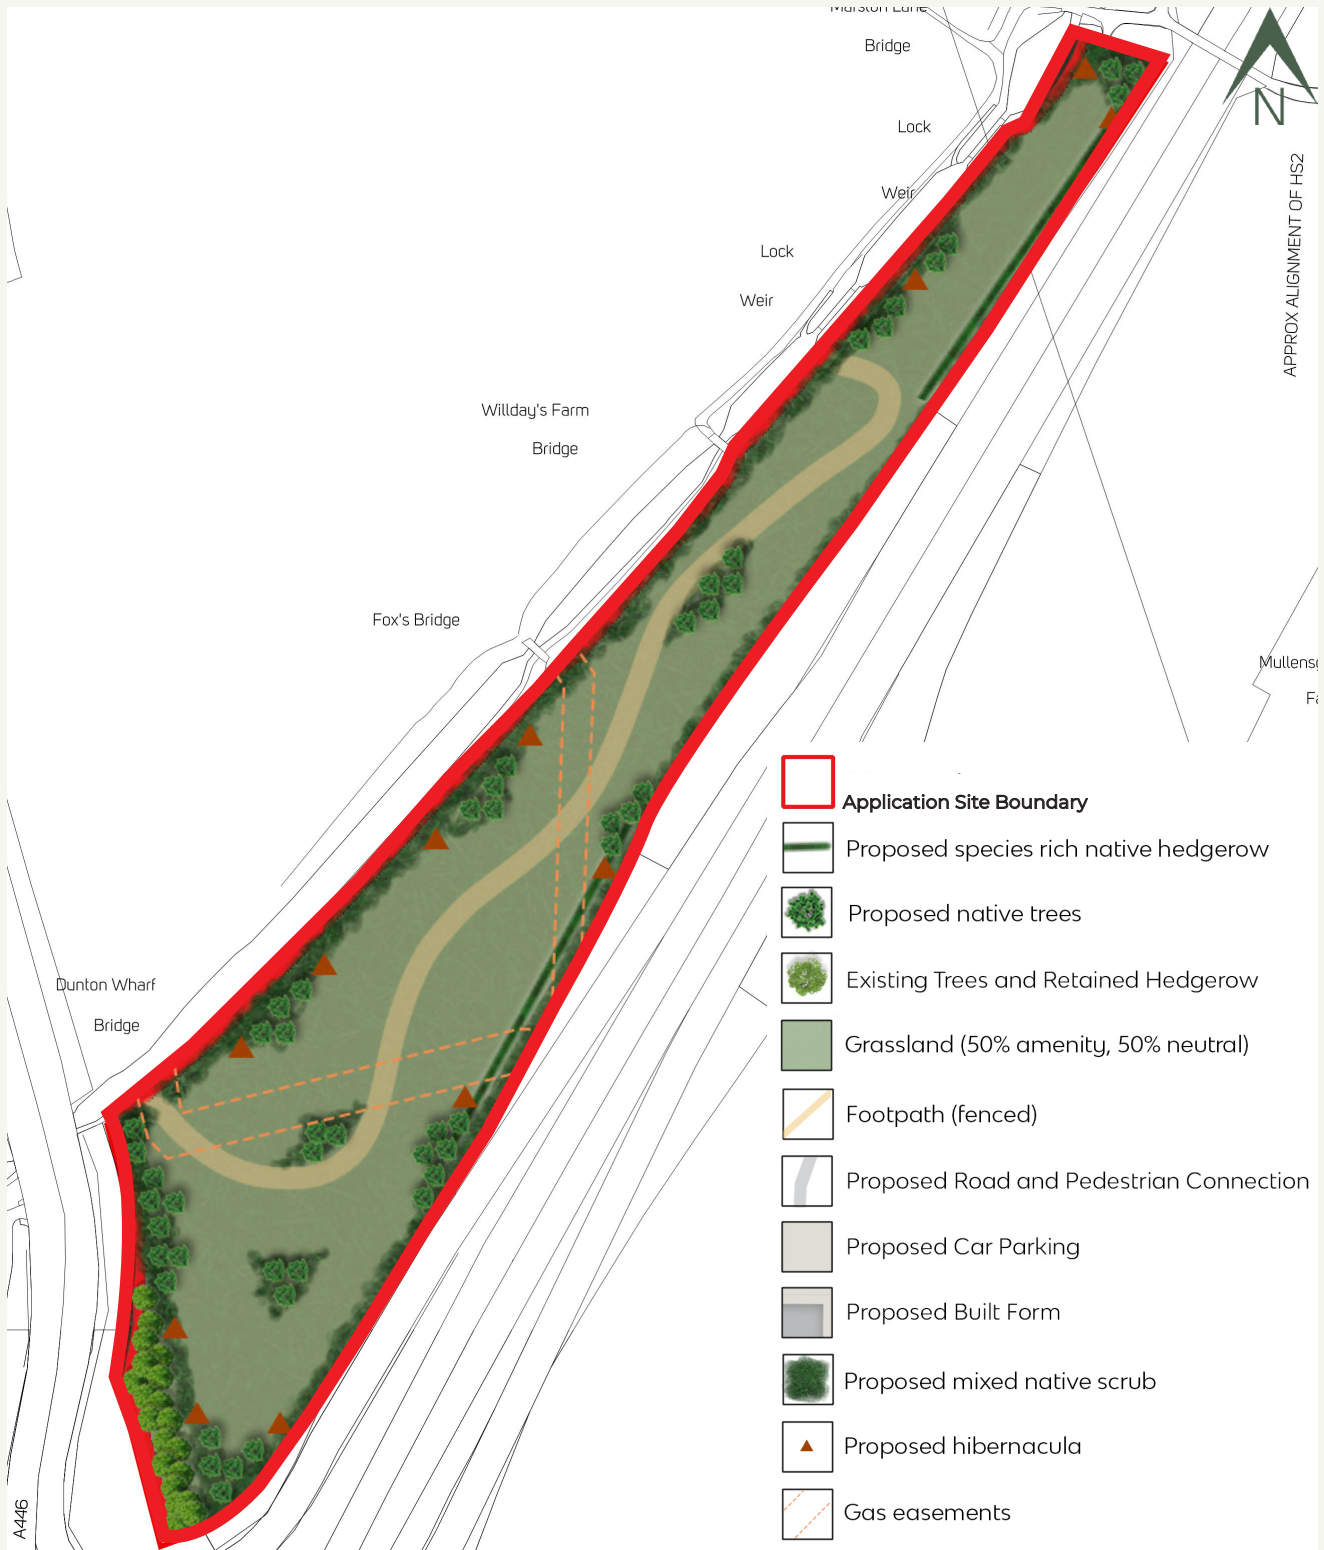 Marston Lane
Bridge
N
Lock
Weir
APPROX ALIGNMENT OF HS2
Lock
Weir
Willday's Farm
Bridge
Fox's Bridge
Dunton Wharf
Bridge
A446
Application Site Boundary
Proposed species rich native hedgerow
Proposed native trees
Existing Trees and Retained Hedgerow
Grassland (50% amenity, 50% neutral)
Footpath (fenced)
Proposed Road and Pedestrian Connection
Proposed Car Parking
Proposed Built Form
Proposed mixed native scrub
Proposed hibernacula
Gas easements